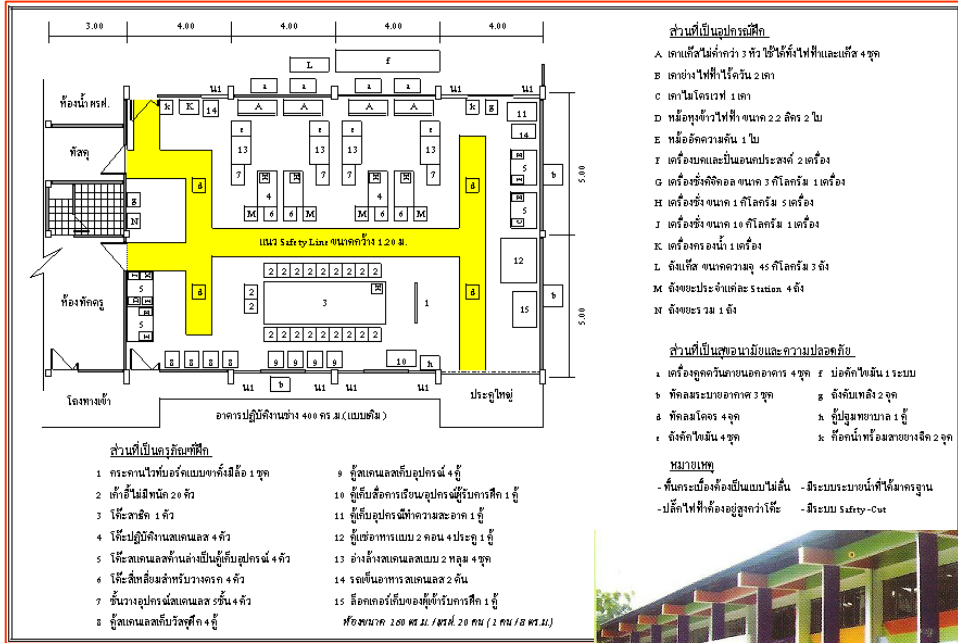 3.00 4.00 4.00 4.00 4.00
L f
น1 a a น1 a a น1 น1
ห้องน้ำ ผรฝ.
k K 14 A A A A k g 11
พัสดุ
แนว Safety Line ขนาดกว้าง 1.20 ม.
ห้องพักครู
5.00
5.00
โถงทางเข้า
น1 b น1 น1
ประตูใหญ่
อาคารปฏิบัติงานช่าง 400 ตร.ม.(แบบเดิม)
ส่วนที่เป็นอุปกรณ์ฝึก
A เตาแก๊สไม่ต่ำกว่า 3 หัว ใช้ได้ทั้งไฟฟ้าและแก๊ส 4 ชุด
B เตาย่างไฟฟ้าไร้ควัน 2 เตา
C เตาไมโครเวฟ 1 เตา
D หม้อหุงข้าวไฟฟ้า ขนาด 2.2 ลิตร 2 ใบ
E หม้ออัดความดัน 1 ใบ
F เครื่องบดและปั่นเอนกประสงค์ 2 เครื่อง
G เครื่องชั่งดิจิตอล ขนาด 3 กิโลกรัม 1 เครื่อง
H เครื่องชั่ง ขนาด 1 กิโลกรัม 5 เครื่อง
J เครื่องชั่ง ขนาด 10 กิโลกรัม 1 เครื่อง
K เครื่องกรองน้ำ 1 เครื่อง
L ถังแก๊ส ขนาดความจุ 45 กิโลกรัม 3 ถัง
M ถังขยะประจำแต่ละ Station 4 ถัง
N ถังขยะรวม 1 ถัง
ส่วนที่เป็นสุขอนามัยและความปลอดภัย
a เครื่องดูดควันภายนอกอาคาร 4 ชุด f บ่อดักไขมัน 1 ระบบ
b พัดลมระบายอากาศ 3 ชุด g ถังดับเพลิง 2 จุด
d พัดลมโคจร 4 จุด h ตู้ปฐมพยาบาล 1 ตู้
e ถังดักไขมัน 4 ชุด k ก๊อกน้ำพร้อมสายยางฉีด 2 จุด
หมายเหตุ
- พื้นกระเบื้องต้องเป็นแบบไม่ลื่น - มีระบบระบายน้ำที่ได้มาตรฐาน
- ปลั๊กไฟฟ้าต้องอยู่สูงกว่าโต๊ะ - มีระบบ Safety-Cut
ส่วนที่เป็นครุภัณฑ์ฝึก
1 กระดานไวท์บอร์ดแบบขาตั้งมีล้อ 1 ชุด
2 เก้าอี้ไม่มีพนัก 20 ตัว
3 โต๊ะสาธิต 1 ตัว
4 โต๊ะปฏิบัติงานสแตนเลส 4 ตัว
5 โต๊ะสแตนเลสด้านล่างเป็นตู้เก็บอุปกรณ์ 4 ตัว
6 โต๊ะสี่เหลี่ยมสำหรับวางครก 4 ตัว
7 ชั้นวางอุปกรณ์สแตนเลส 5ชั้น 4 ตัว
8 ตู้สแตนเลสเก็บวัสดุฝึก 4 ตู้
9 ตู้สแตนเลสเก็บอุปกรณ์ 4 ตู้
10 ตู้เก็บสื่อการเรียน/อุปกรณ์ผู้รับการฝึก 1 ตู้
11 ตู้เก็บอุปกรณ์ทำความสะอาด 1 ตู้
12 ตู้แช่อาหารแบบ 2 ตอน 4 ประตู 1 ตู้
13 อ่างล้างสแตนเลสแบบ 2 หลุม 4 ชุด
14 รถเข็นอาหารสแตนเลส 2 คัน
15 ล็อคเกอร์เก็บของผู้เข้ารับการฝึก 1 ตู้
ห้องขนาด 160 ตร.ม. /ผรฝ. 20 คน ( 1 คน /8 ตร.ม.)